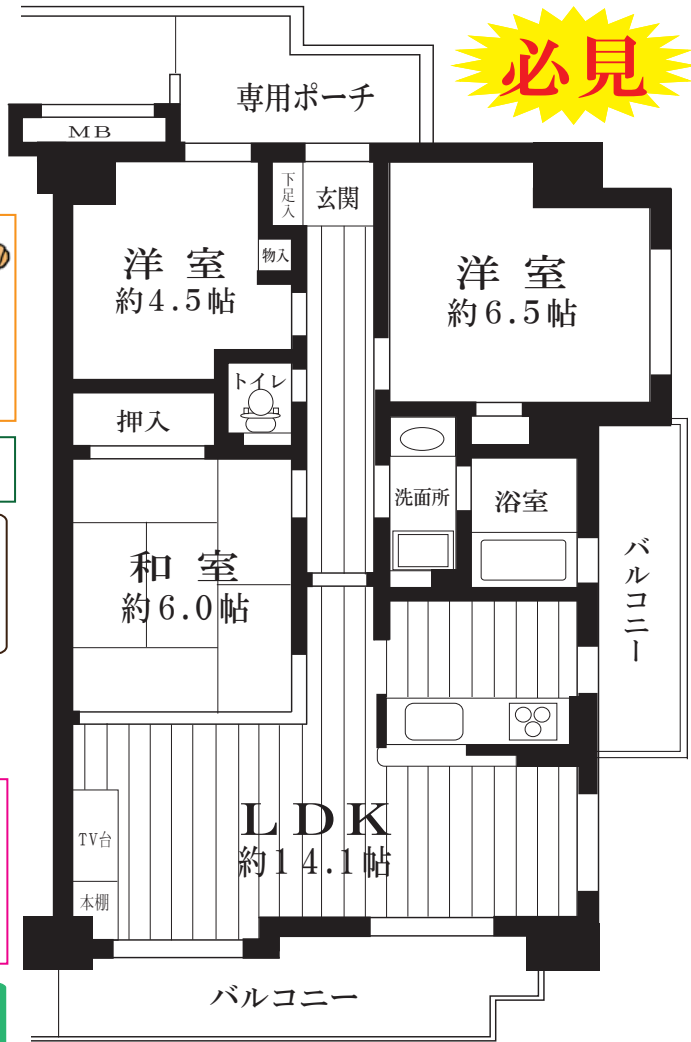 必見
専用ポーチ
MB
下足入
玄関
洋室
約4.5帖
物入
洋室
約6.5帖
トイレ
押入
洗面所
浴室
バルコニー
和室
約6.0帖
LDK
約14.1帖
TV台
本棚
バルコニー